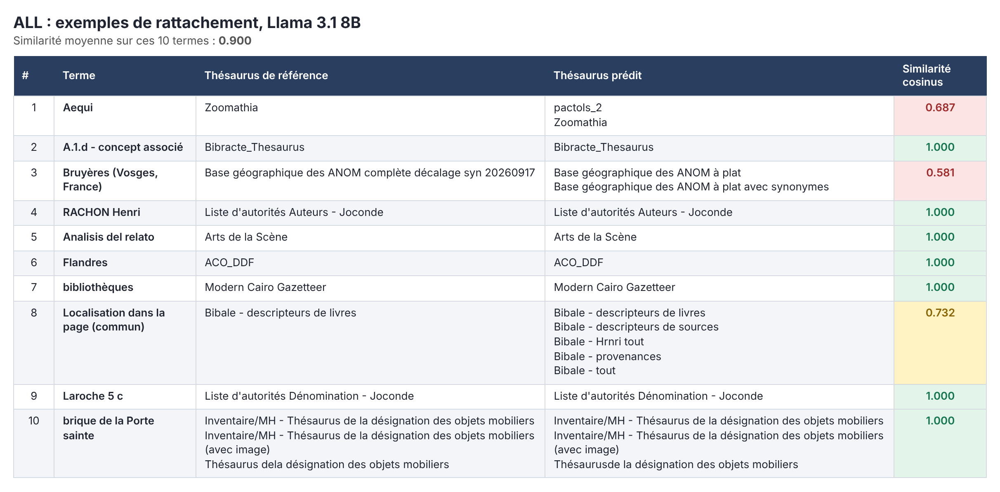 ALL : exemples de rattachement, Llama 3.1 8B
Similarité moyenne sur ces 10 termes : 0.900
# Terme Thésaurus de référence Thésaurus prédit Similarité cosinus
1 Aequi Zoomathia pactols_2 0.687
Zoomathia
2 A.1.d - concept associé Bibracte_Thesaurus Bibracte_Thesaurus 1.000
3 Bruyères (Vosges, Base géographique des ANOM complète décalage syn 20260917 Base géographique des ANOM à plat 0.581
France) Base géographique des ANOM à plat avec synonymes
4 RACHON Henri Liste d'autorités Auteurs - Joconde Liste d'autorités Auteurs - Joconde 1.000
5 Analisis del relato Arts de la Scène Arts de la Scène 1.000
6 Flandres ACO_DDF ACO_DDF 1.000
7 bibliothèques Modern Cairo Gazetteer Modern Cairo Gazetteer 1.000
8 Localisation dans la Bibale - descripteurs de livres Bibale - descripteurs de livres 0.732
page (commun) Bibale - descripteurs de sources
Bibale - Hrnri tout
Bibale - provenances
Bibale - tout
9 Laroche 5 c Liste d'autorités Dénomination - Joconde Liste d'autorités Dénomination - Joconde 1.000
10 brique de la Porte Inventaire/MH - Thésaurus de la désignation des objets mobiliers Inventaire/MH - Thésaurus de la désignation des objets mobiliers 1.000
sainte Inventaire/MH - Thésaurus de la désignation des objets mobiliers Inventaire/MH - Thésaurus de la désignation des objets mobiliers
(avec image) (avec image)
Thésaurus dela désignation des objets mobiliers Thésaurusde la désignation des objets mobiliers